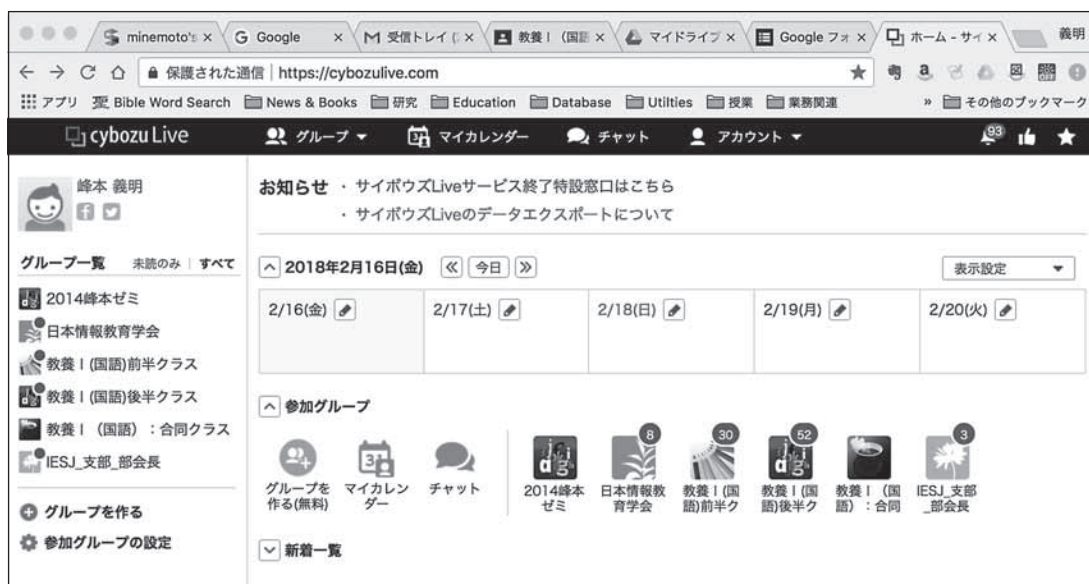 minemoto's
Google
受信トレイ (
教養Ⅰ(国語
マイドライブ
Google フォ
ホーム - サイ
義明
保護された通信 | https://cybozulive.com
アプリ Bible Word Search News & Books 研究 Education Database Utilties 授業 業務関連 » その他のブックマーク
cybozu Live グループ ▼ マイカレンダー チャット アカウント ▼ 93
峰本 義明
お知らせ ・サイボウズLiveサービス終了特設窓口はこちら
・サイボウズLiveのデータエクスポートについて
グループ一覧 未読のみ | すべて
2014峰本ゼミ
日本情報教育学会
教養Ⅰ(国語)前半クラス
教養Ⅰ(国語)後半クラス
教養Ⅰ(国語):合同クラス
IESJ_支部_部会長
グループを作る
参加グループの設定
2018年2月16日(金) 今日 表示設定
2/16(金) 2/17(土) 2/18(日) 2/19(月) 2/20(火)
参加グループ
8 30 52 3
グループを作る(無料)
マイカレンダー
チャット
2014峰本ゼミ
日本情報教育学会
教養Ⅰ(国語)前半ク
教養Ⅰ(国語)後半ク
教養Ⅰ(国語):合同
IESJ_支部_部会長
新着一覧